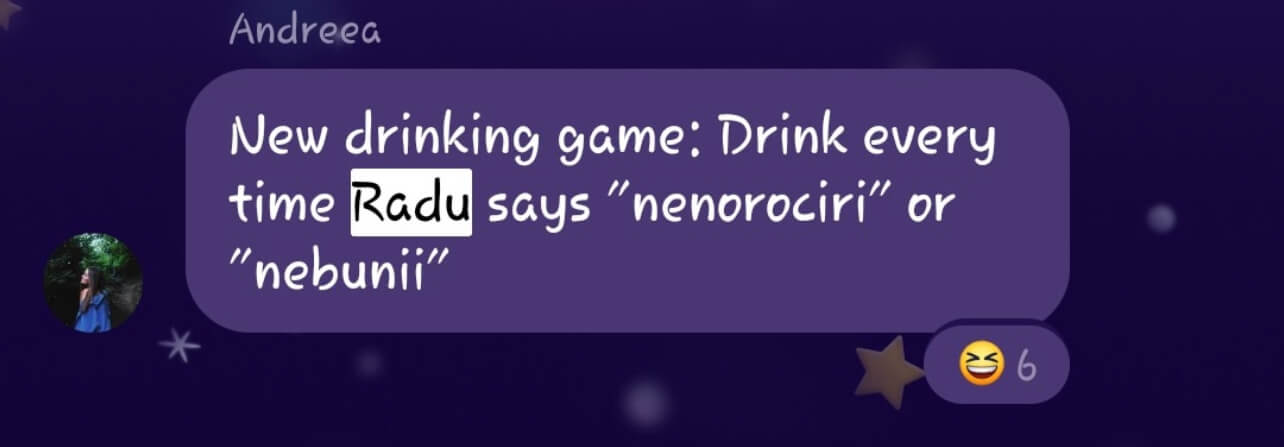 Andreea
New drinking game: Drink every
time Radu says "nenorociri" or
"nebunii"
😆 6